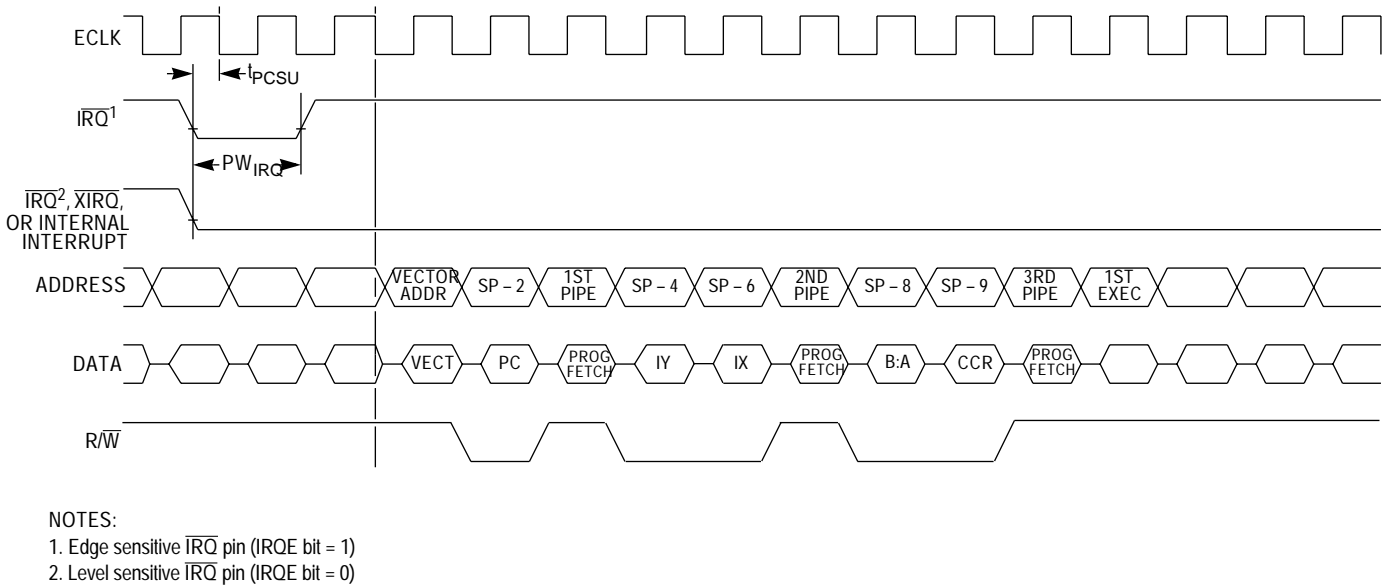 ECLK
tPCSU
IRQ1
PWIRQ
IRQ2, XIRQ,
OR INTERNAL
INTERRUPT
ADDRESS
VECTOR
ADDR
SP – 2
1ST
PIPE
SP – 4
SP – 6
2ND
PIPE
SP – 8
SP – 9
3RD
PIPE
1ST
EXEC
DATA
VECT
PC
PROG
FETCH
IY
IX
PROG
FETCH
B:A
CCR
PROG
FETCH
R/W
NOTES:
1. Edge sensitive IRQ pin (IRQE bit = 1)
2. Level sensitive IRQ pin (IRQE bit = 0)